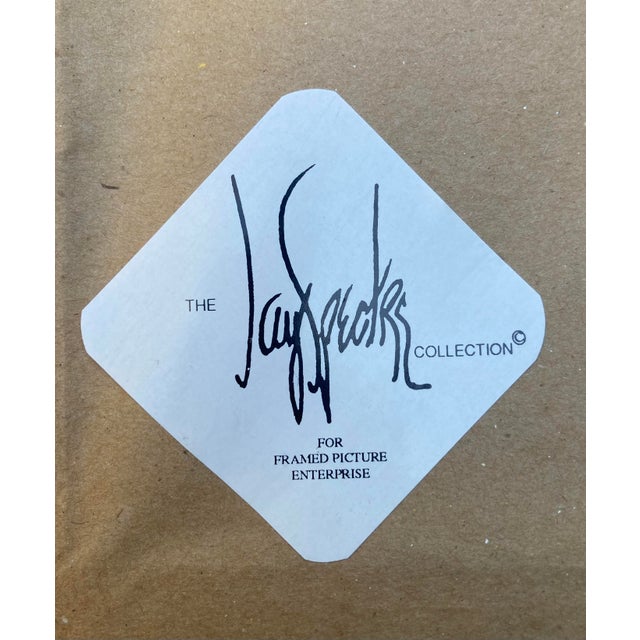 THE Jay Spectre COLLECTION©
FOR
FRAMED PICTURE
ENTERPRISE